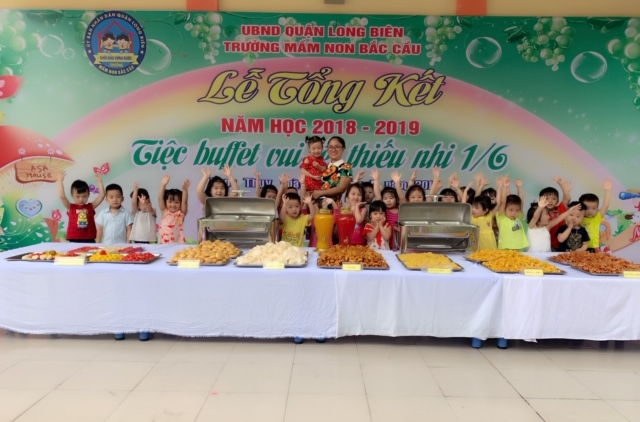 UBND QUẬN LONG BIÊN
TRƯỜNG MẦM NON BẮC CẦU
Lễ Tổng Kết
NĂM HỌC 2018 - 2019
Tiệc buffet vui thiếu nhi 1/6
ASA
HOUSE